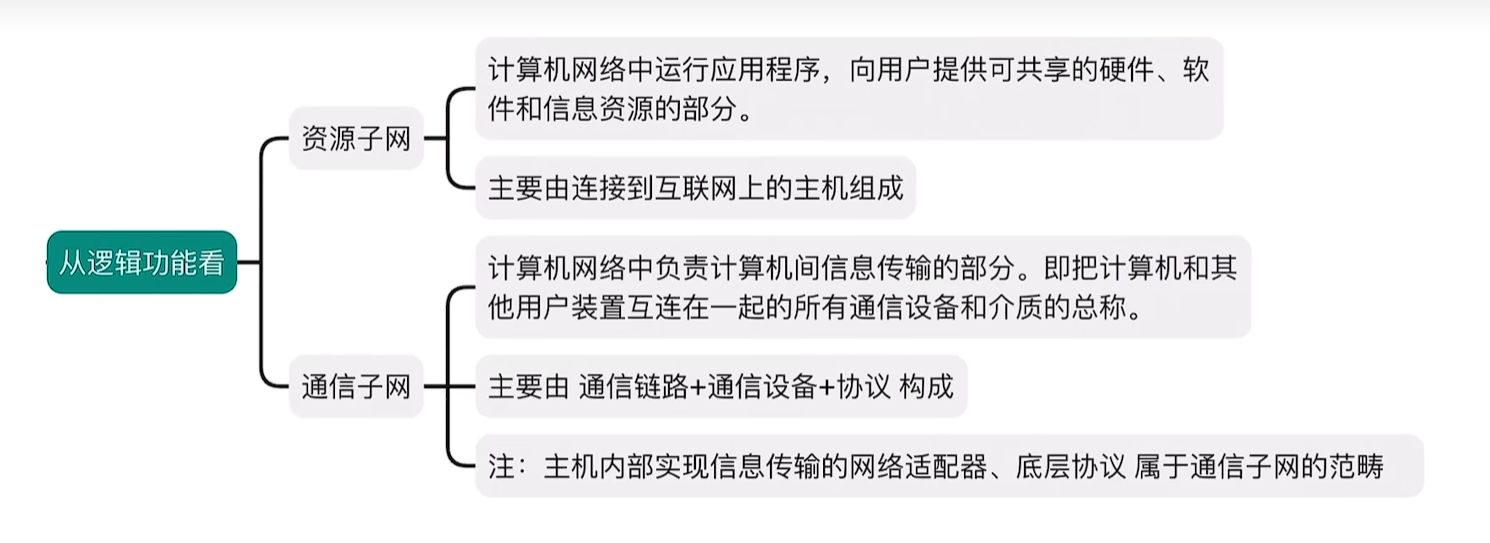 计算机网络中运行应用程序，向用户提供可共享的硬件、软
件和信息资源的部分。
资源子网
主要由连接到互联网上的主机组成
从逻辑功能看
计算机网络中负责计算机间信息传输的部分。即把计算机和其
他用户装置互连在一起的所有通信设备和介质的总称。
通信子网
主要由 通信链路+通信设备+协议 构成
注：主机内部实现信息传输的网络适配器、底层协议 属于通信子网的范畴